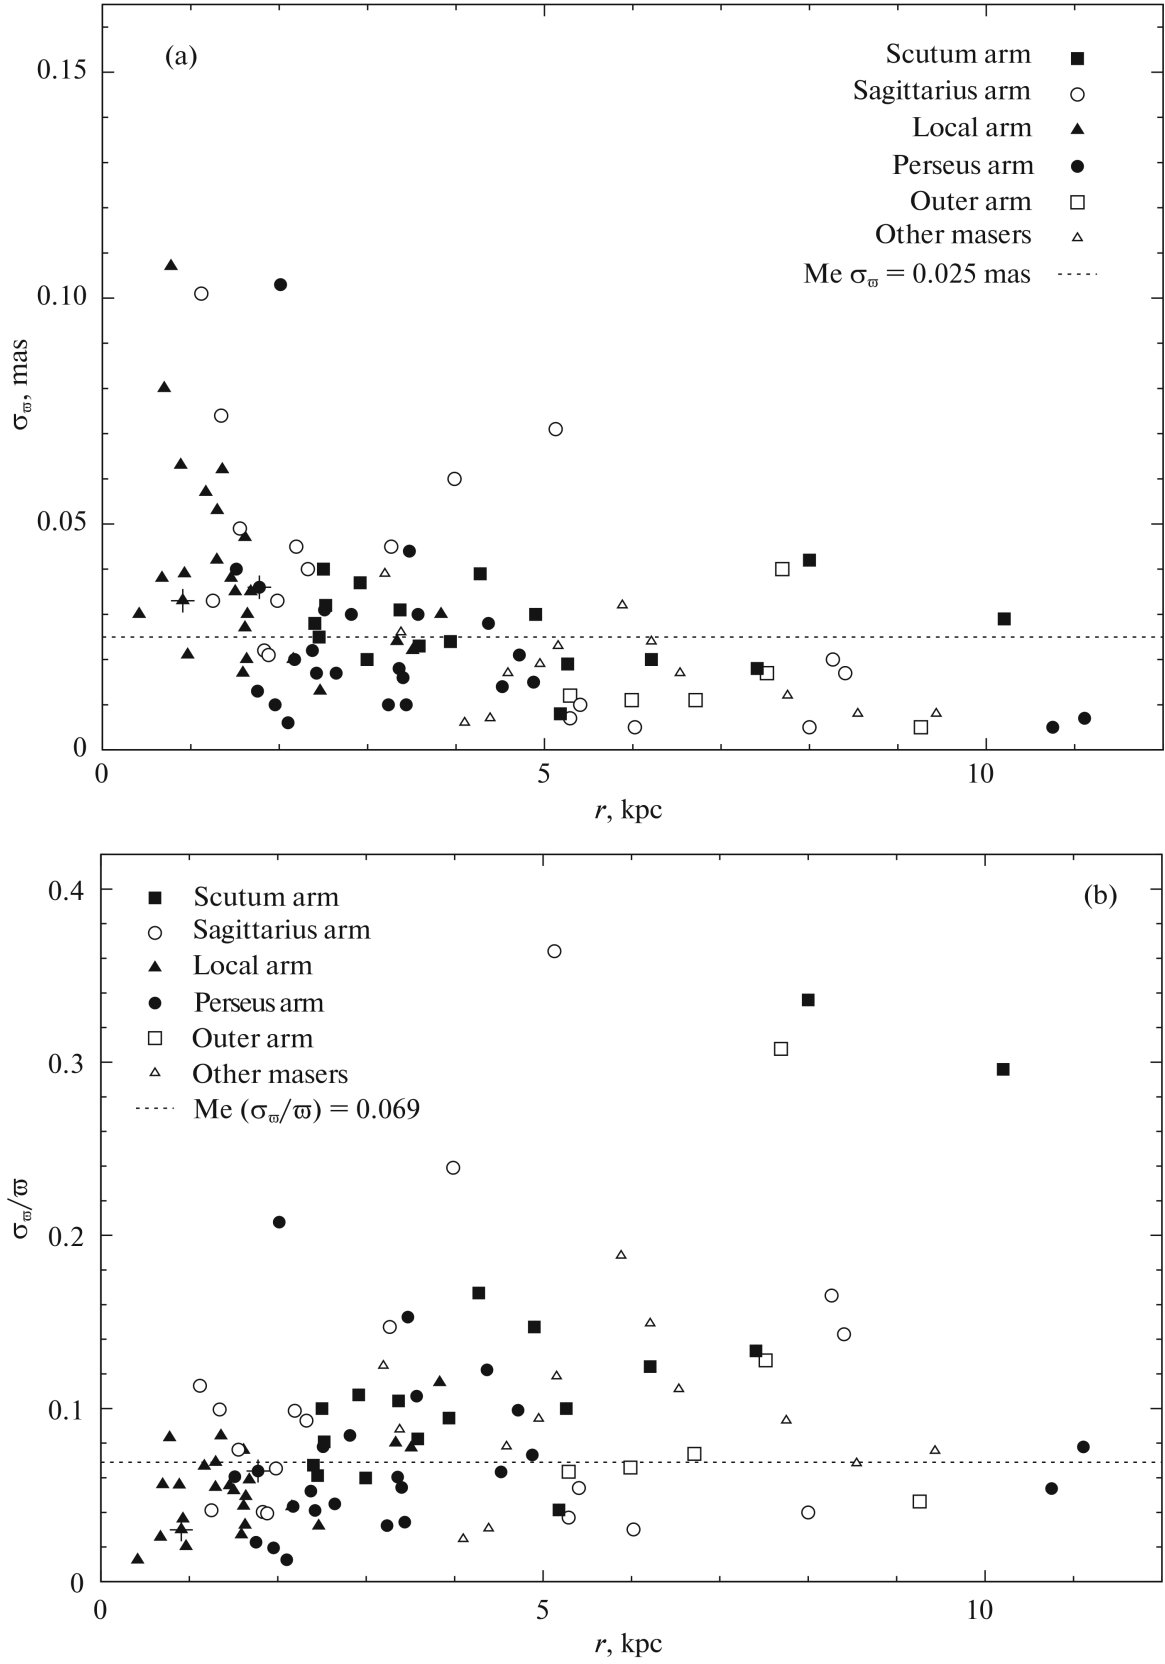 (a)
Scutum arm
Sagittarius arm
Local arm
Perseus arm
Outer arm
Other masers
Me σϖ = 0.025 mas
0.15
0.10
0.05
0
σϖ, mas
0 5 10
r, kpc
(b)
Scutum arm
Sagittarius arm
Local arm
Perseus arm
Outer arm
Other masers
Me (σϖ/ϖ) = 0.069
0.4
0.3
0.2
0.1
0
σϖ/ϖ
0 5 10
r, kpc